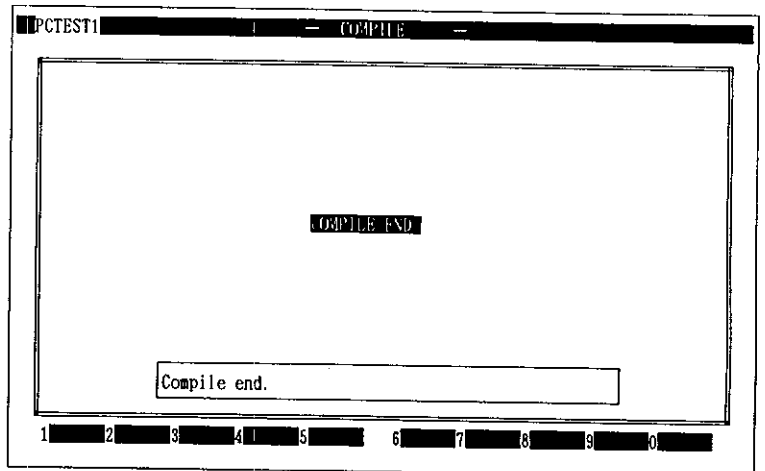 PCTEST1 — COMPILE —
COMPILE END
Compile end.
1 2 3 4 5 6 7 8 9 0